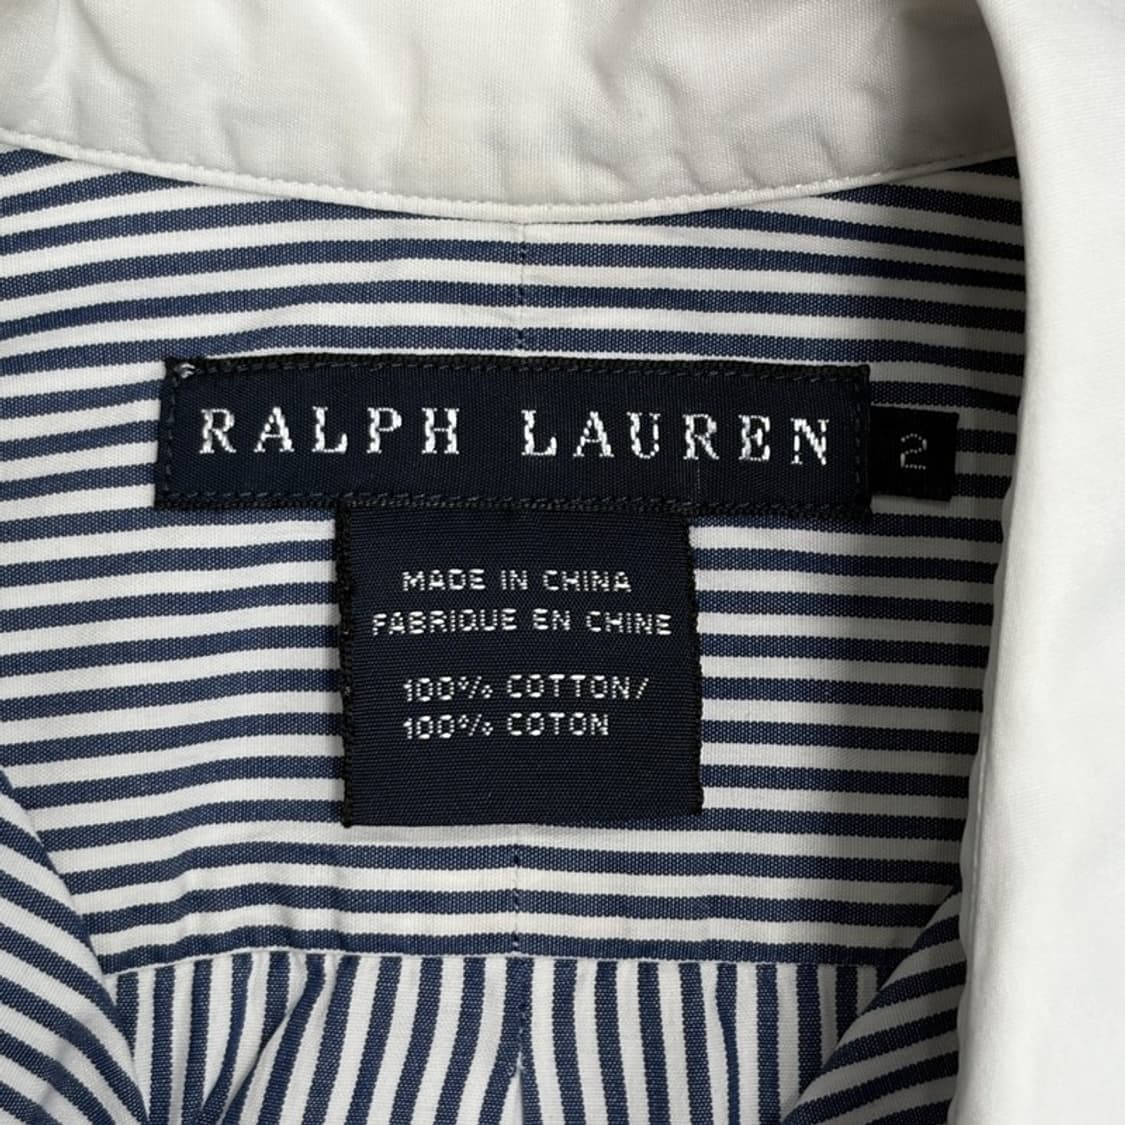 RALPH LAUREN
2
MADE IN CHINA
FABRIQUE EN CHINE
100% COTTON/
100% COTON